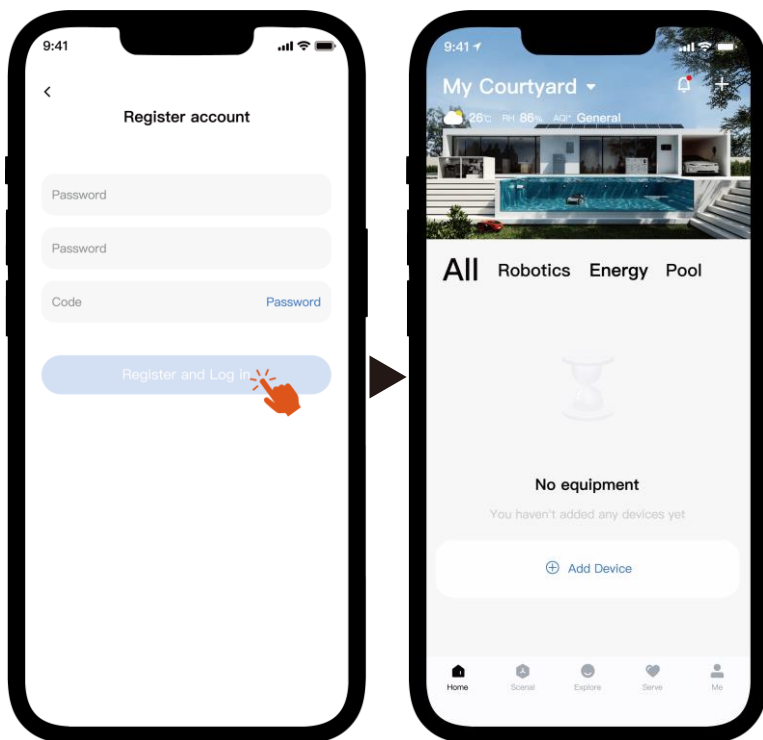 9:41
Register account
Password
Password
Code Password
Register and Log in
9:41
My Courtyard
26°C RH 86% AQI* General
All Robotics Energy Pool
No equipment
You haven't added any devices yet
Add Device
Home Scenal Explore Serve Me